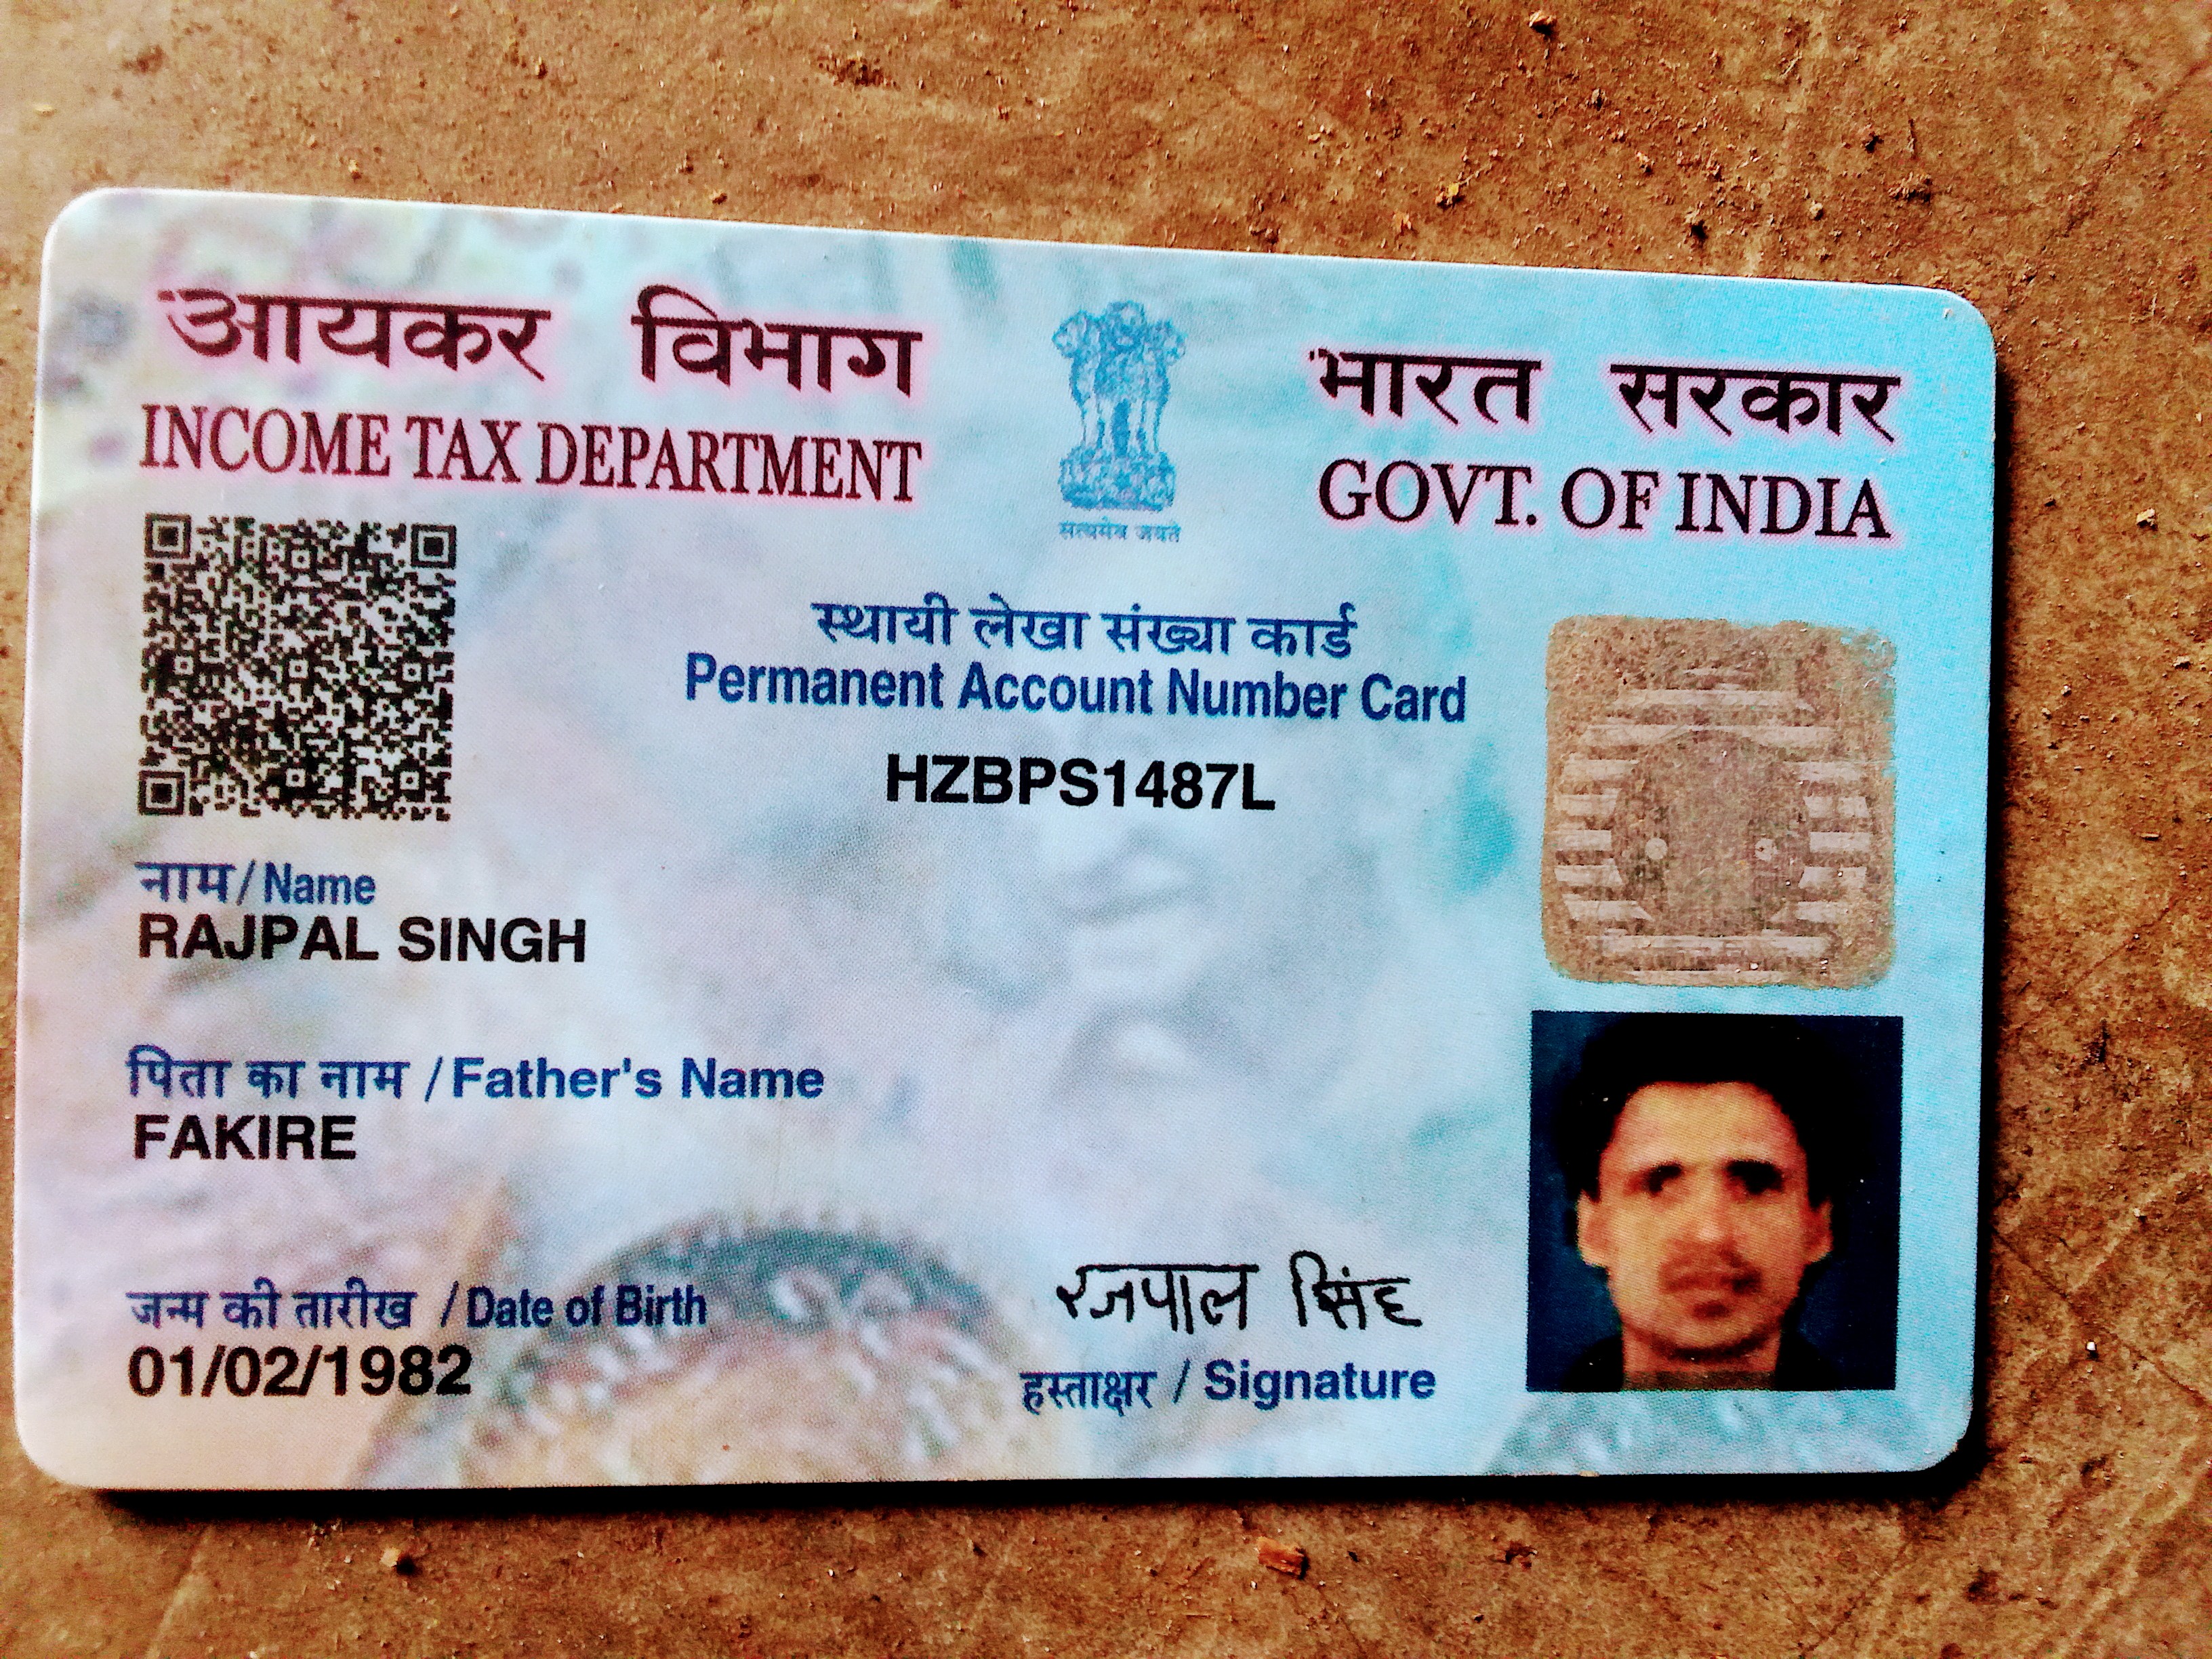 आयकर विभाग
INCOME TAX DEPARTMENT
सत्यमेव जयते
भारत सरकार
GOVT. OF INDIA
स्थायी लेखा संख्या कार्ड
Permanent Account Number Card
HZBPS1487L
नाम/Name
RAJPAL SINGH
पिता का नाम /Father's Name
FAKIRE
जन्म की तारीख /Date of Birth
01/02/1982
रजपाल सिंह
हस्ताक्षर / Signature